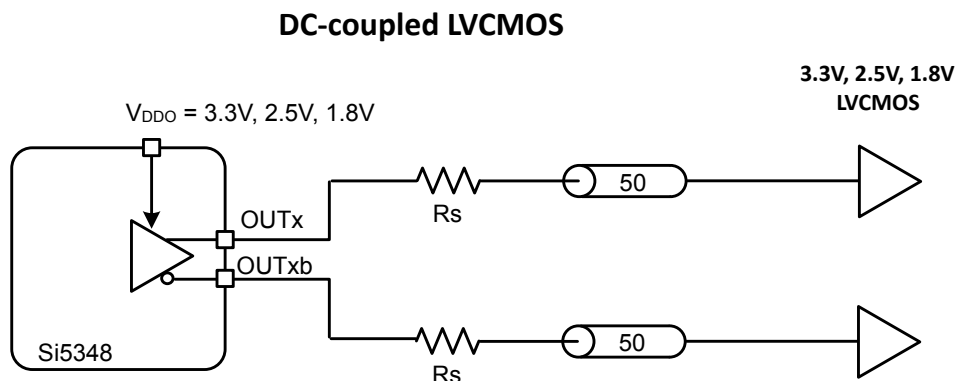 DC-coupled LVCMOS
3.3V, 2.5V, 1.8V
LVCMOS
VDDO = 3.3V, 2.5V, 1.8V
50
Rs
OUTx
OUTxb
50
Si5348
Rs